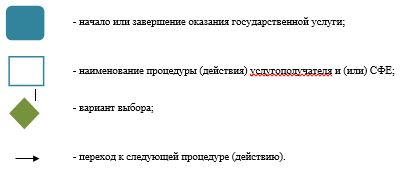 - начало или завершение оказания государственной услуги;
- наименование процедуры (действия) услугополучателя и (или) СФЕ;
- вариант выбора;
- переход к следующей процедуре (действию).